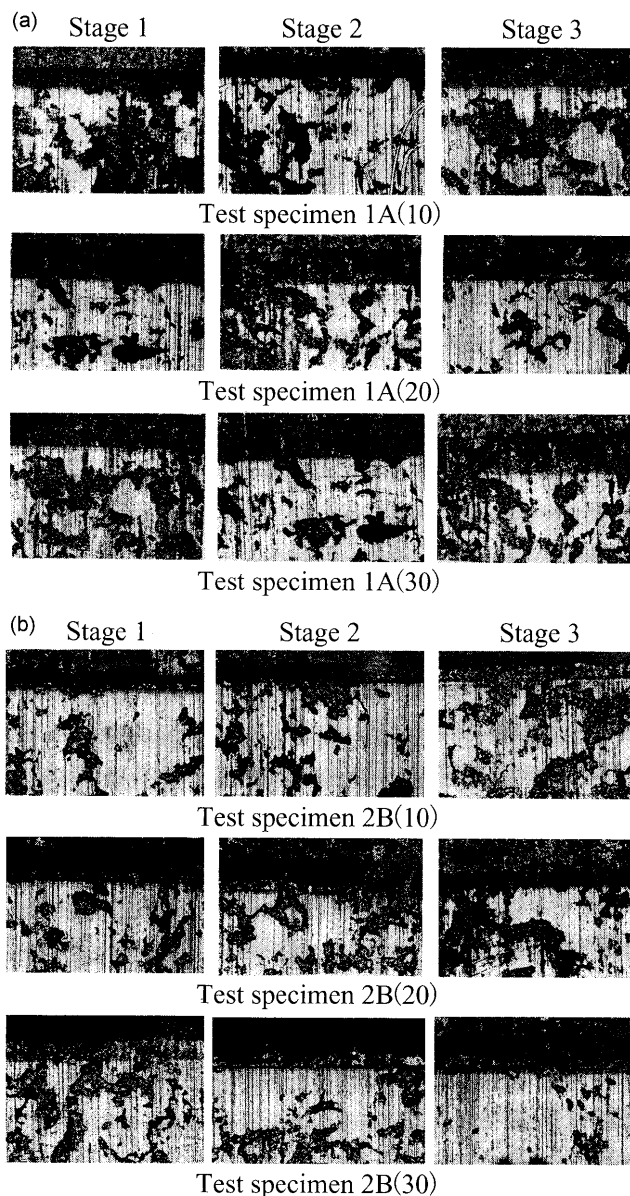 (a)
Stage 1 Stage 2 Stage 3
Test specimen 1A(10)
Test specimen 1A(20)
Test specimen 1A(30)
(b)
Stage 1 Stage 2 Stage 3
Test specimen 2B(10)
Test specimen 2B(20)
Test specimen 2B(30)